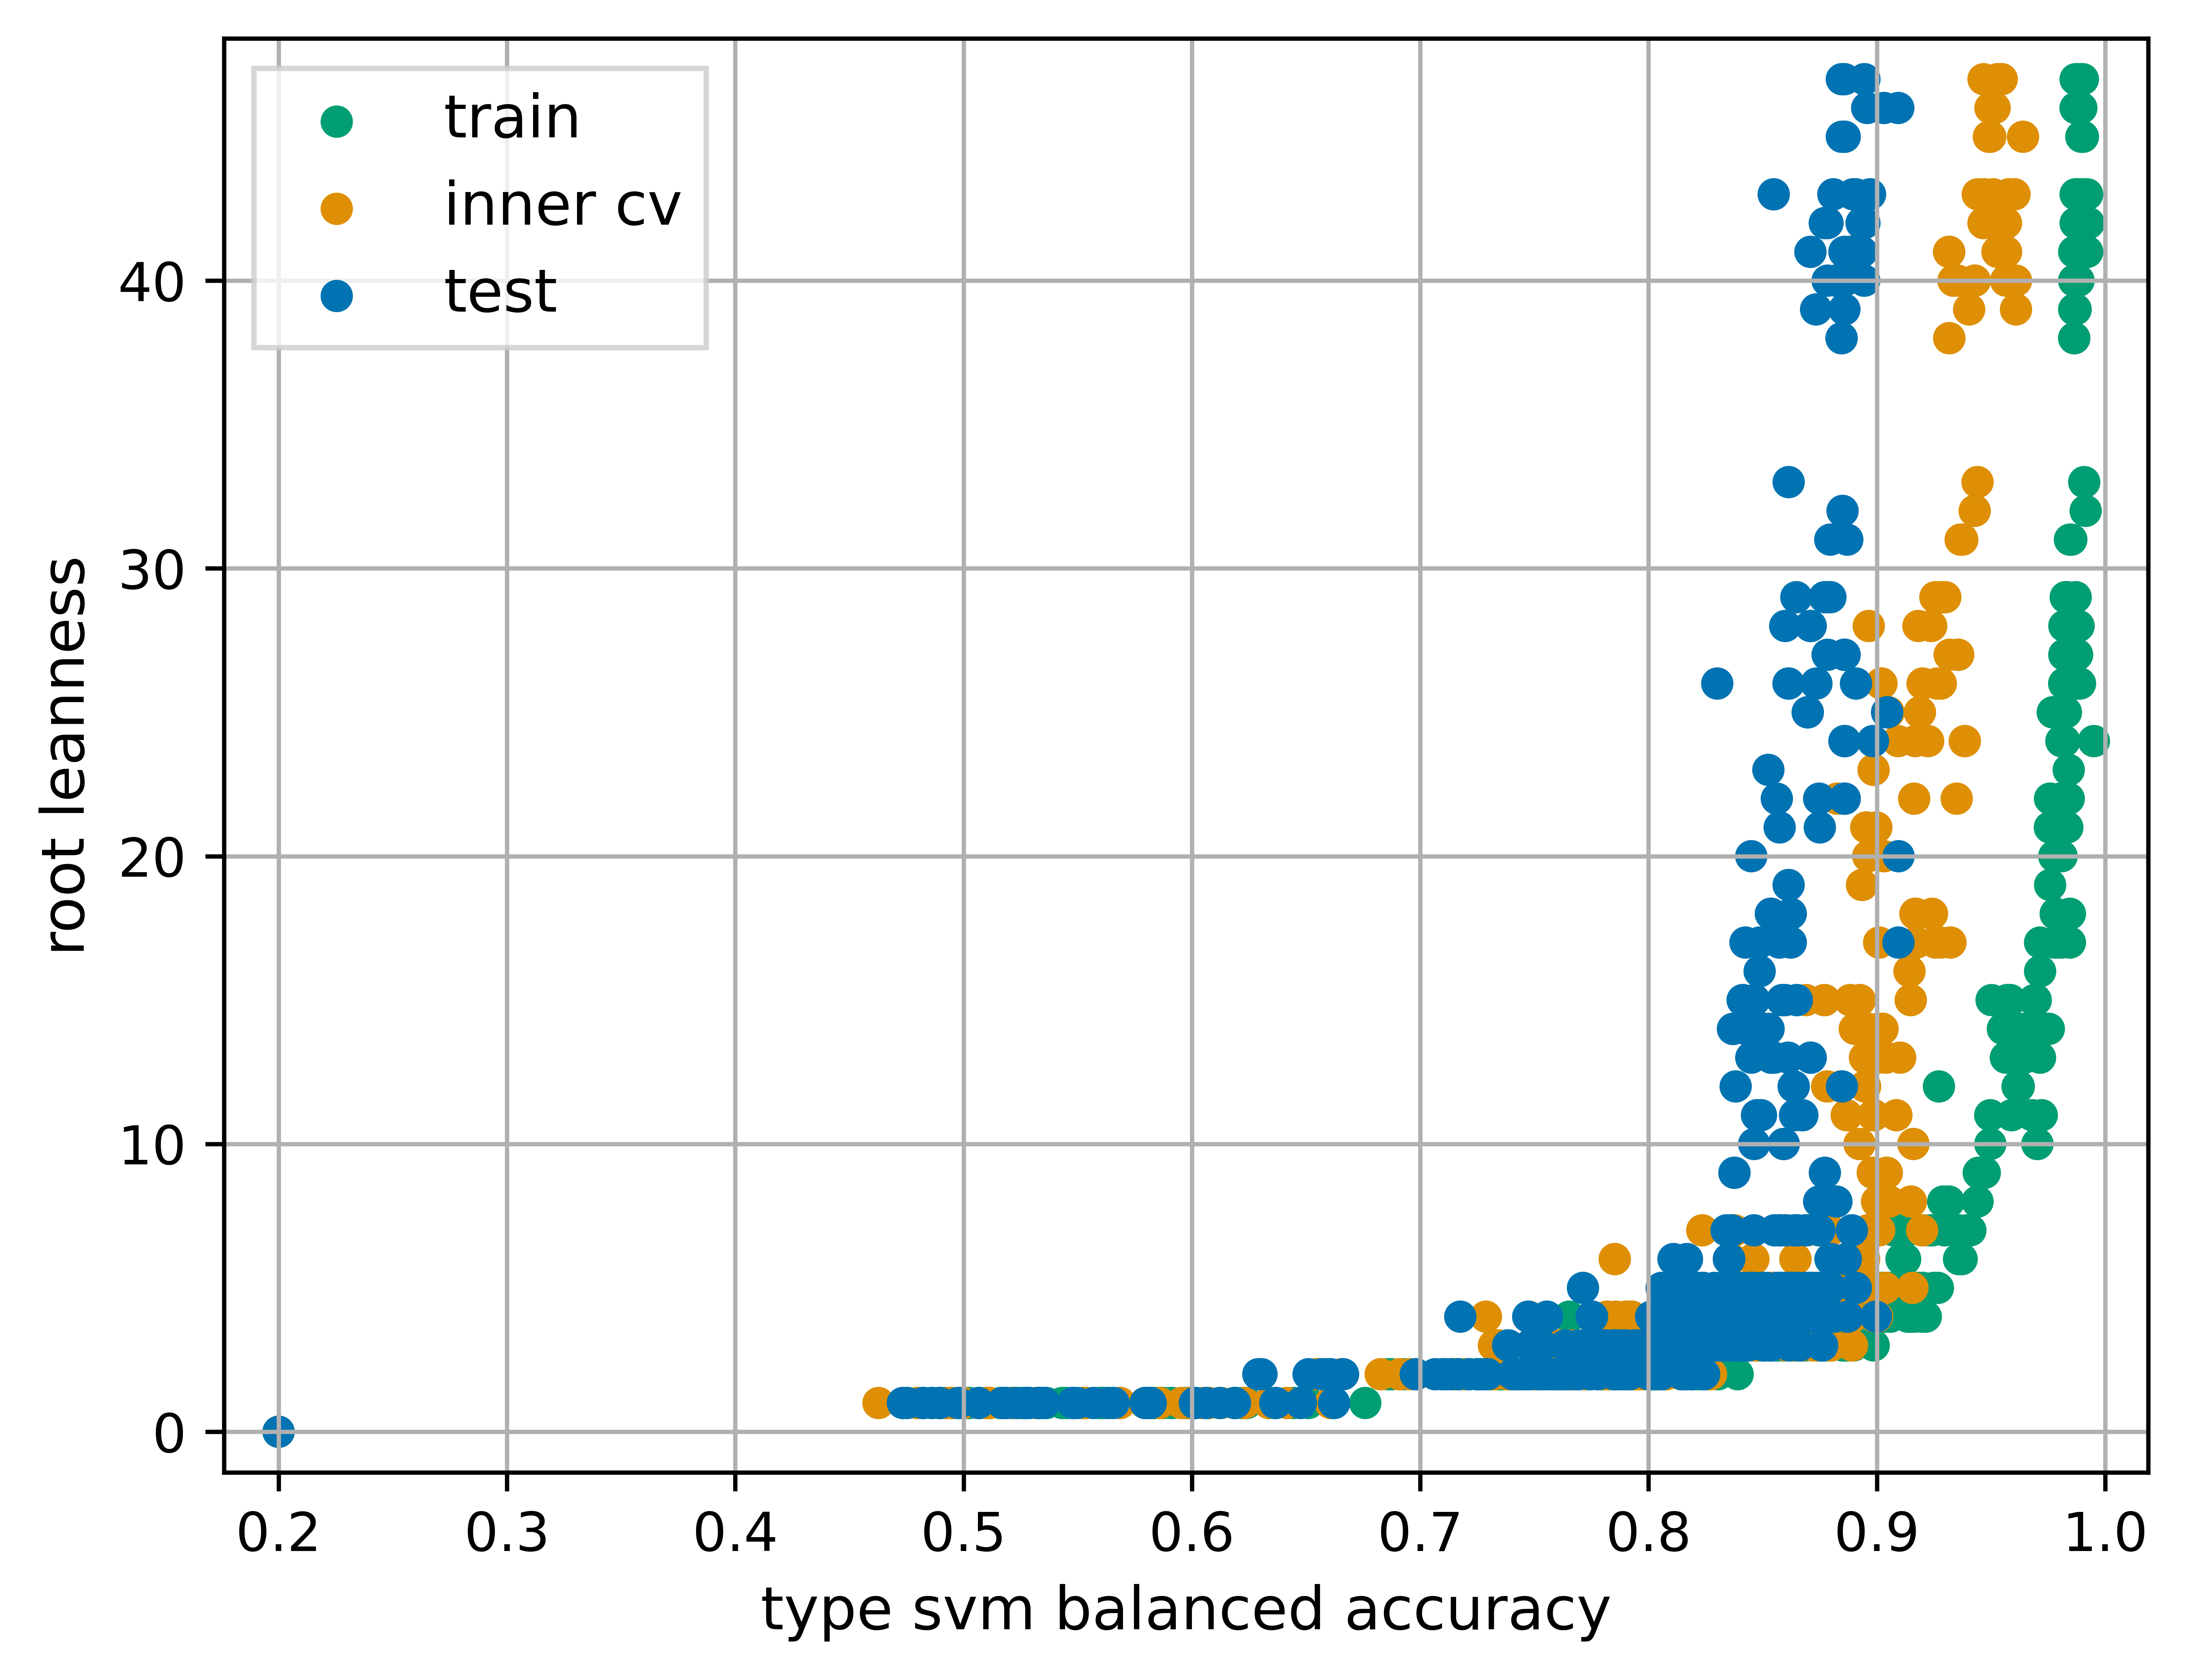 train
inner cv
test
root leanness
40
30
20
10
0
0.2 0.3 0.4 0.5 0.6 0.7 0.8 0.9 1.0
type svm balanced accuracy